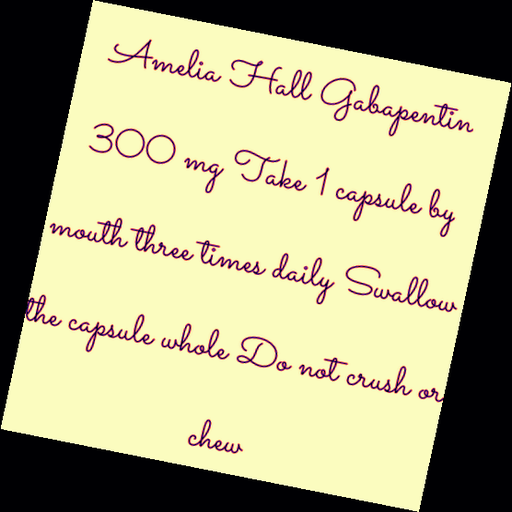 Amelia Hall Gabapentin
300 mg Take 1 capsule by
mouth three times daily Swallow
the capsule whole Do not crush or
chew